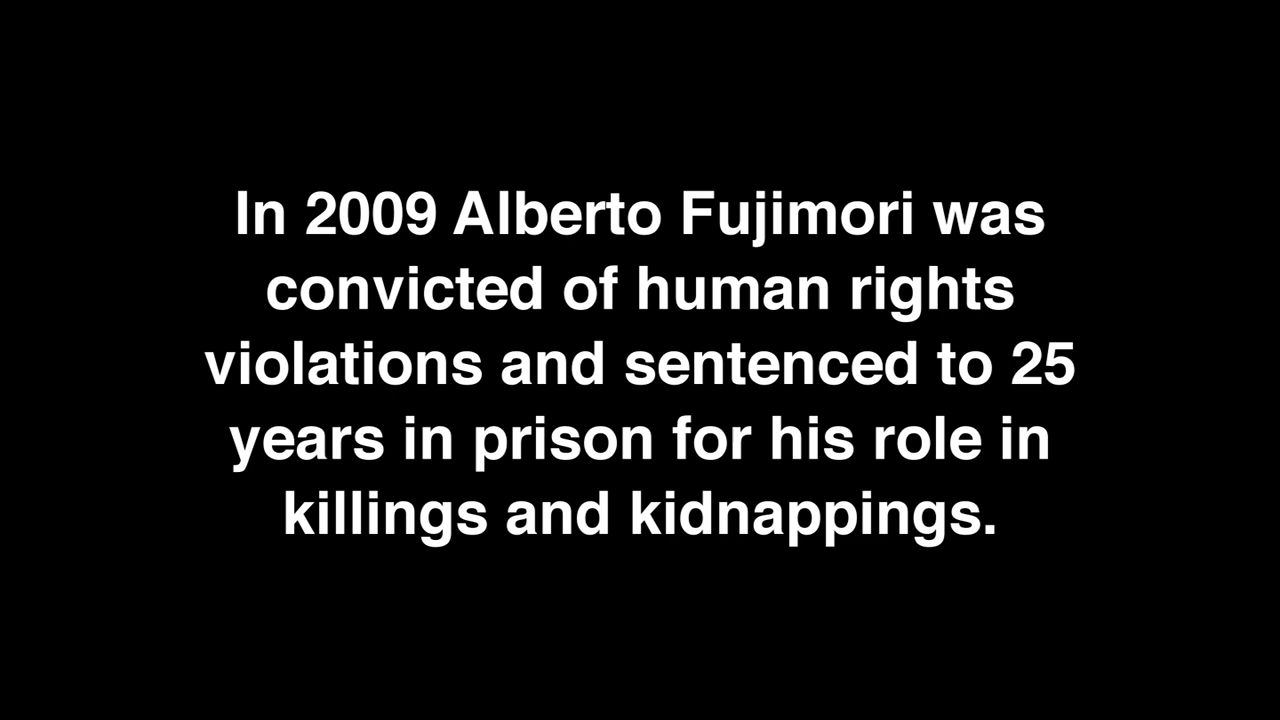 In 2009 Alberto Fujimori was
convicted of human rights
violations and sentenced to 25
years in prison for his role in
killings and kidnappings.